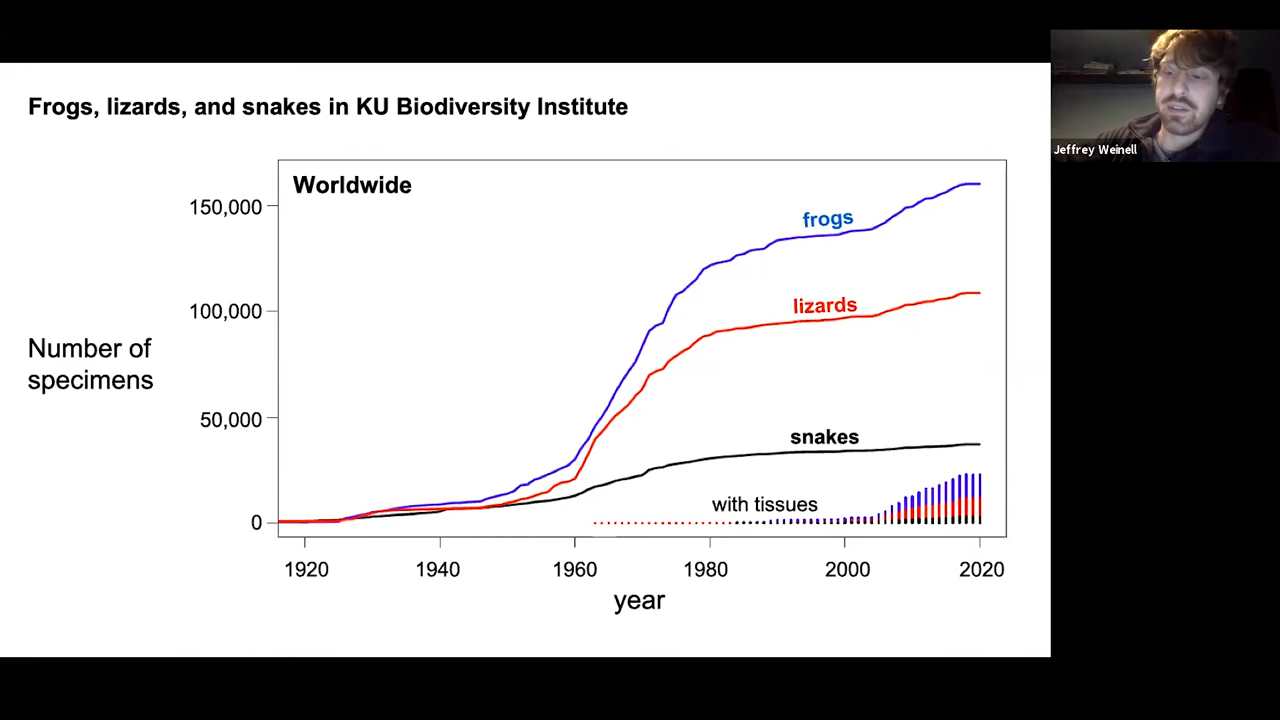 Frogs, lizards, and snakes in KU Biodiversity Institute
Jeffrey Weinell
Worldwide
frogs
lizards
snakes
with tissues
Number of
specimens
150,000
100,000
50,000
0
1920 1940 1960 1980 2000 2020
year